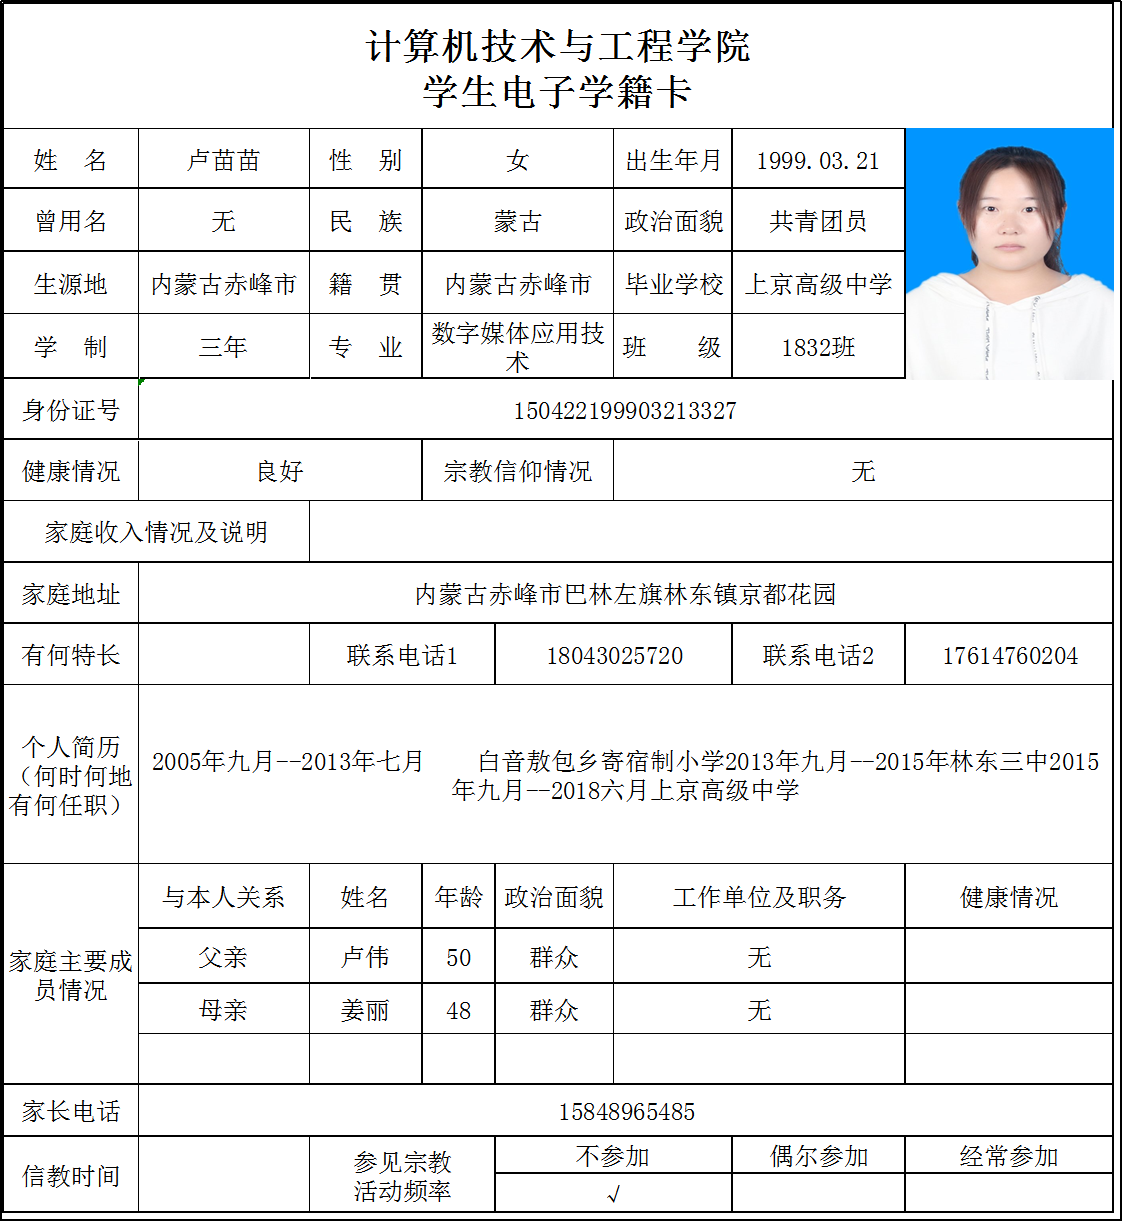 计算机技术与工程学院
学生电子学籍卡
姓 名 卢苗苗 性 别 女 出生年月 1999.03.21
曾用名 无 民 族 蒙古 政治面貌 共青团员
生源地 内蒙古赤峰市 籍 贯 内蒙古赤峰市 毕业学校 上京高级中学
学 制 三年 专 业 数字媒体应用技
术 班 级 1832班
身份证号 150422199903213327
健康情况 良好 宗教信仰情况 无
家庭收入情况及说明
家庭地址 内蒙古赤峰市巴林左旗林东镇京都花园
有何特长 联系电话1 18043025720 联系电话2 17614760204
个人简历
（何时何地
有何任职）
2005年九月--2013年七月 白音敖包乡寄宿制小学2013年九月--2015年林东三中2015
年九月--2018六月上京高级中学
家庭主要成
员情况
与本人关系 姓名 年龄 政治面貌 工作单位及职务 健康情况
父亲 卢伟 50 群众 无
母亲 姜丽 48 群众 无
家长电话 15848965485
信教时间 参见宗教
活动频率
不参加 偶尔参加 经常参加
√